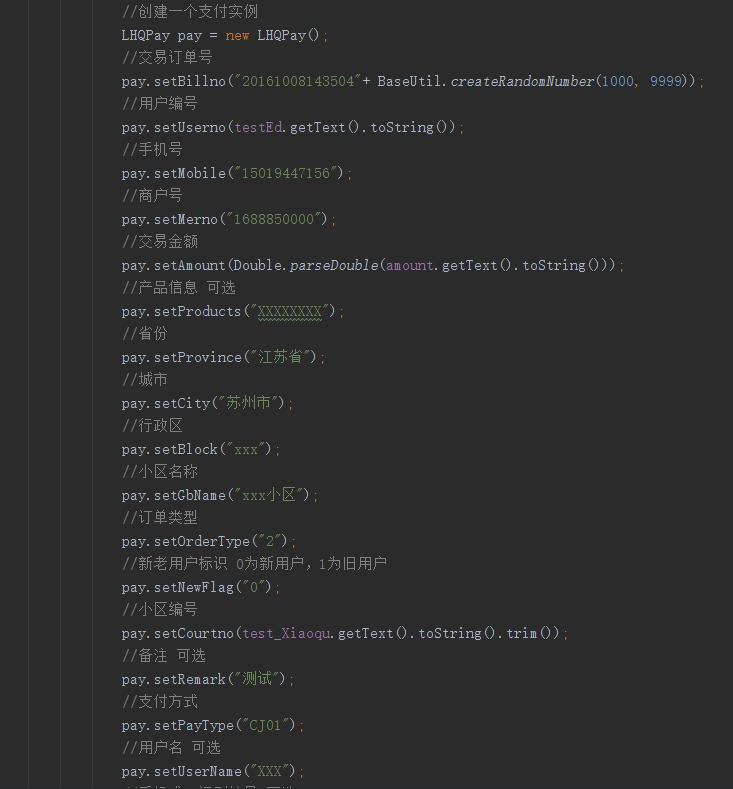 //创建一个支付实例
LHQPay pay = new LHQPay();
//交易订单号
pay.setBillno("20161008143504"+ BaseUtil.createRandomNumber(1000, 9999));
//用户编号
pay.setUserno(testEd.getText().toString());
//手机号
pay.setMobile("15019447156");
//商户号
pay.setMerno("1688850000");
//交易金额
pay.setAmount(Double.parseDouble(amount.getText().toString()));
//产品信息 可选
pay.setProducts("XXXXXXXX");
//省份
pay.setProvince("江苏省");
//城市
pay.setCity("苏州市");
//行政区
pay.setBlock("xxx");
//小区名称
pay.setGbName("xxx小区");
//订单类型
pay.setOrderType("2");
//新老用户标识 0为新用户，1为旧用户
pay.setNewFlag("0");
//小区编号
pay.setCourtno(test_Xiaoqu.getText().toString().trim());
//备注 可选
pay.setRemark("测试");
//支付方式
pay.setPayType("CJ01");
//用户名 可选
pay.setUserName("XXX");